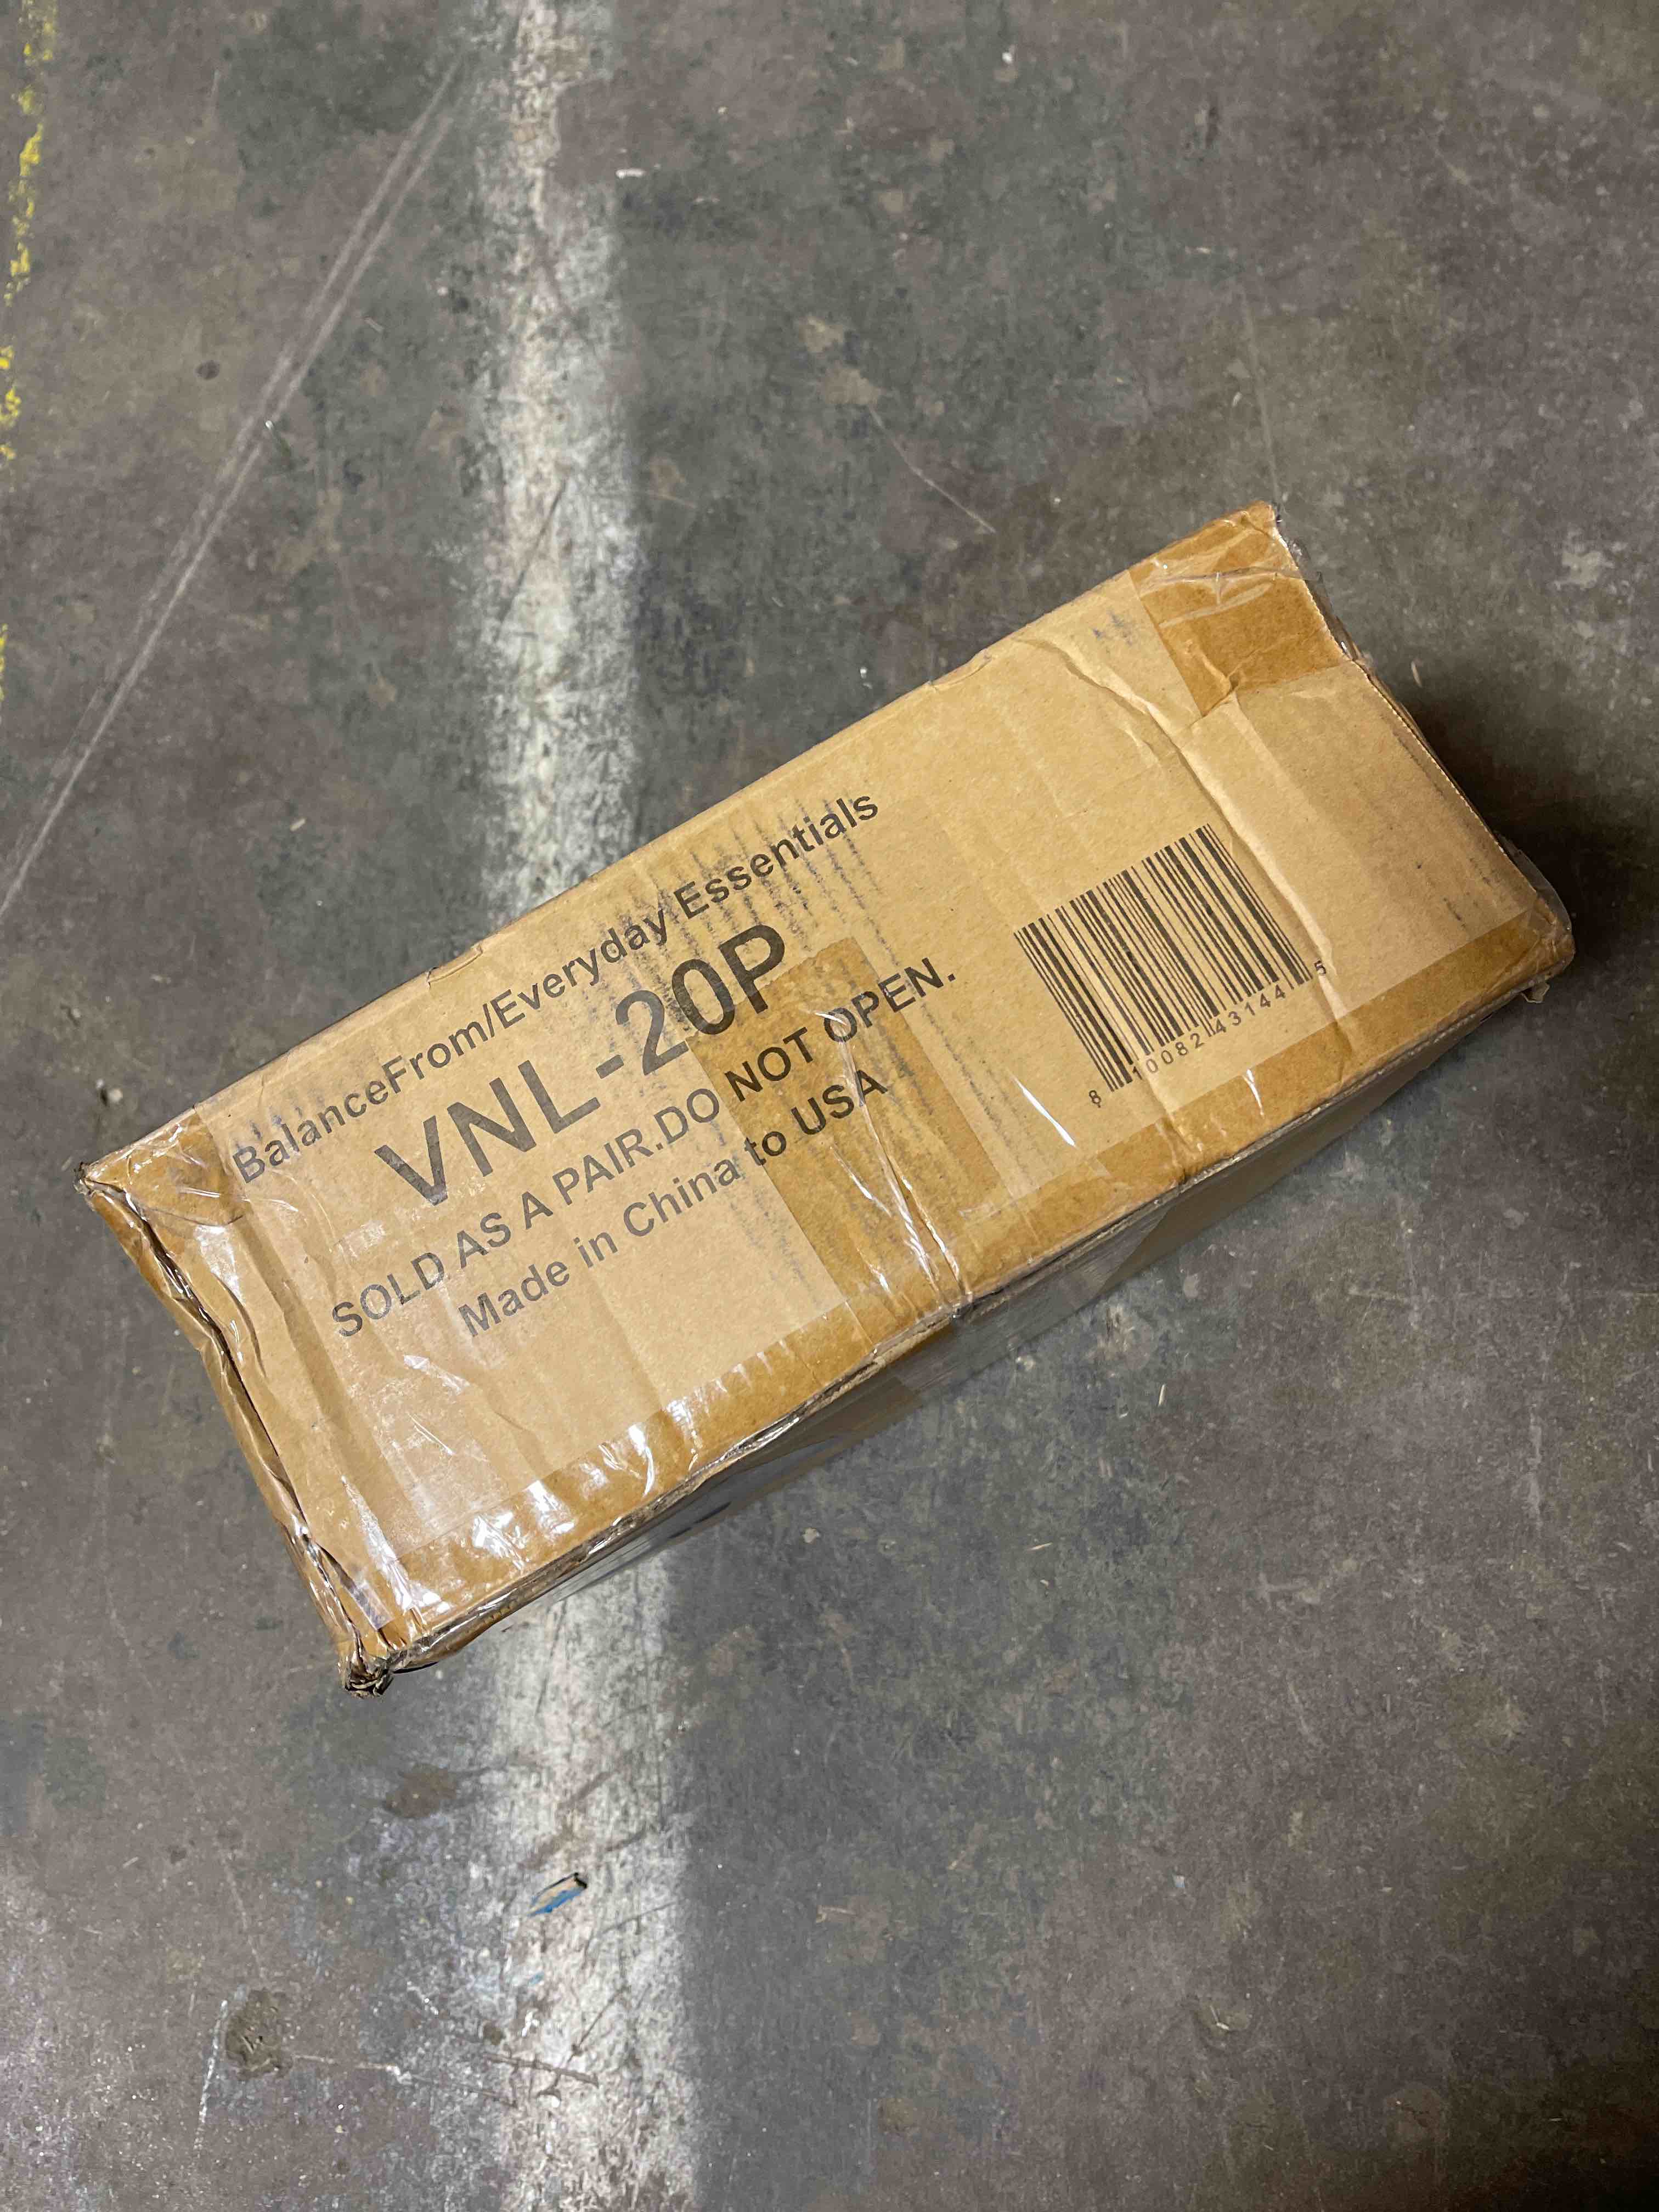 BalanceFrom/Everyday Essentials
VNL-20P
SOLD AS A PAIR.DO NOT OPEN.
Made in China to USA
8 10082 43144 5